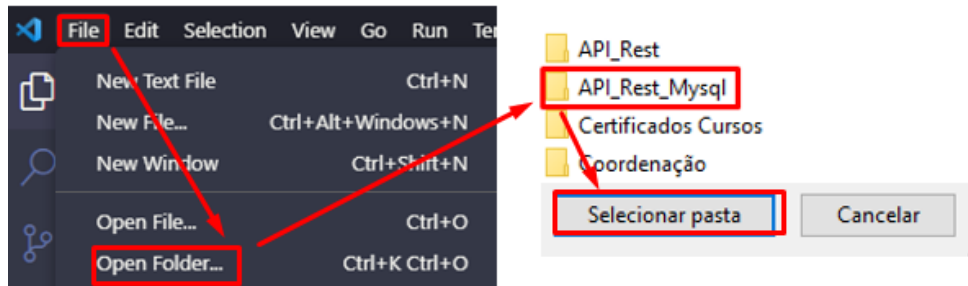 File Edit Selection View Go Run Ter
New Text File Ctrl+N
New File... Ctrl+Alt+Windows+N
New Window Ctrl+Shift+N
Open File... Ctrl+O
Open Folder... Ctrl+K Ctrl+O
API_Rest
API_Rest_Mysql
Certificados Cursos
Coordenação
Selecionar pasta Cancelar